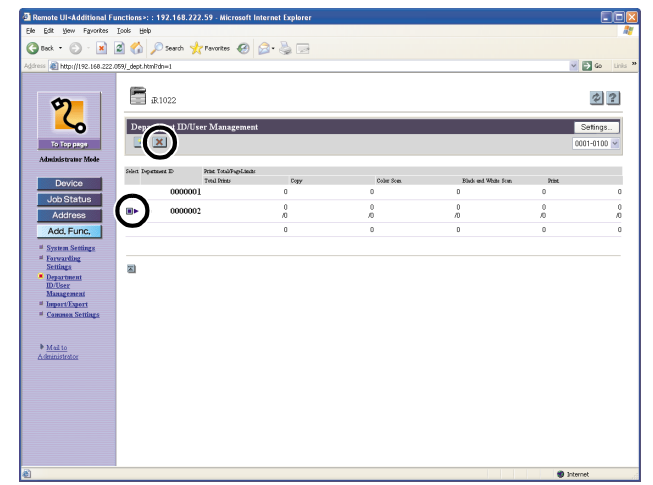 Remote UI<Additional Functions>: : 192.168.222.59 - Microsoft Internet Explorer
File Edit View Favorites Tools Help
Back Search Favorites
Address http://192.168.222.059/_dept.html?dn=1 Go Links »
iR1022
Department ID/User Management Settings...
0001-0100
To Top page
Administrator Mode
Device
Job Status
Address
Add. Func.
System Settings
Forwarding Settings
Department ID/User Management
Import/Export
Common Settings
Mail to Administrator
Select Department ID Print Total/PageLimits
Total Prints Copy Color Scan Black and White Scan Print
0000001 0 0 0 0 0
0000002 0 0 0 0 0
/0 /0 /0 /0 /0
0 0 0 0 0
Internet